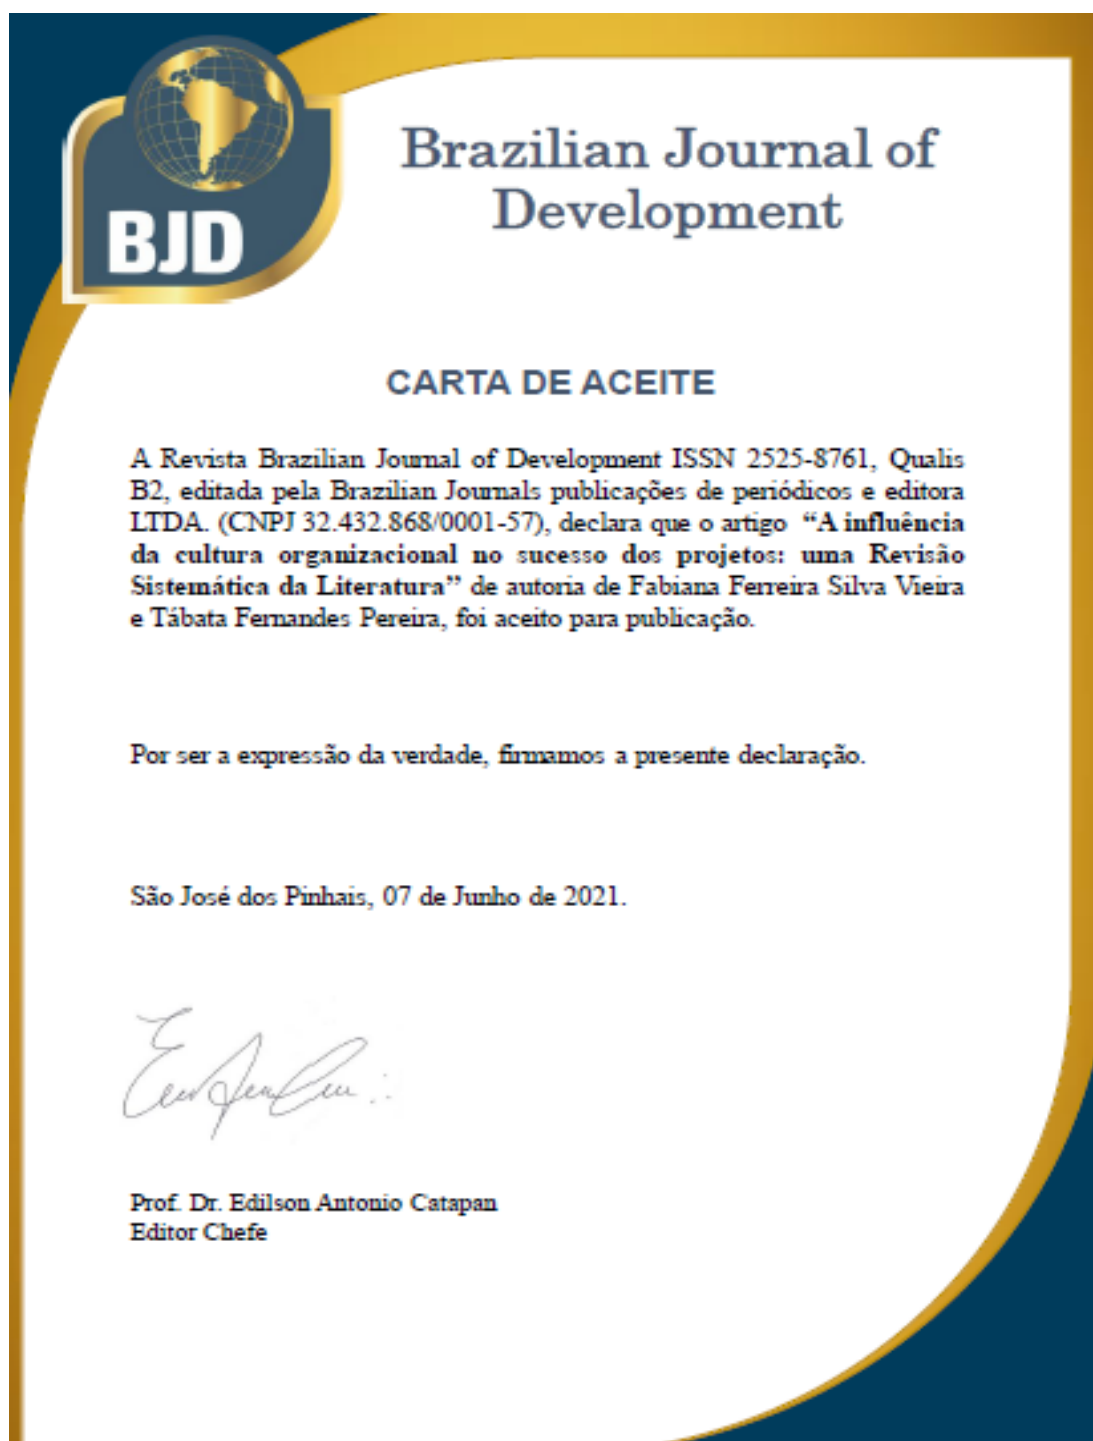 BJD
Brazilian Journal of
Development
CARTA DE ACEITE
A Revista Brazilian Journal of Development ISSN 2525-8761, Qualis
B2, editada pela Brazilian Journals publicações de periódicos e editora
LTDA. (CNPJ 32.432.868/0001-57), declara que o artigo “A influência
da cultura organizacional no sucesso dos projetos: uma Revisão
Sistemática da Literatura” de autoria de Fabiana Ferreira Silva Vieira
e Tábata Fernandes Pereira, foi aceito para publicação.
Por ser a expressão da verdade, firmamos a presente declaração.
São José dos Pinhais, 07 de Junho de 2021.
Prof. Dr. Edilson Antonio Catapan
Editor Chefe